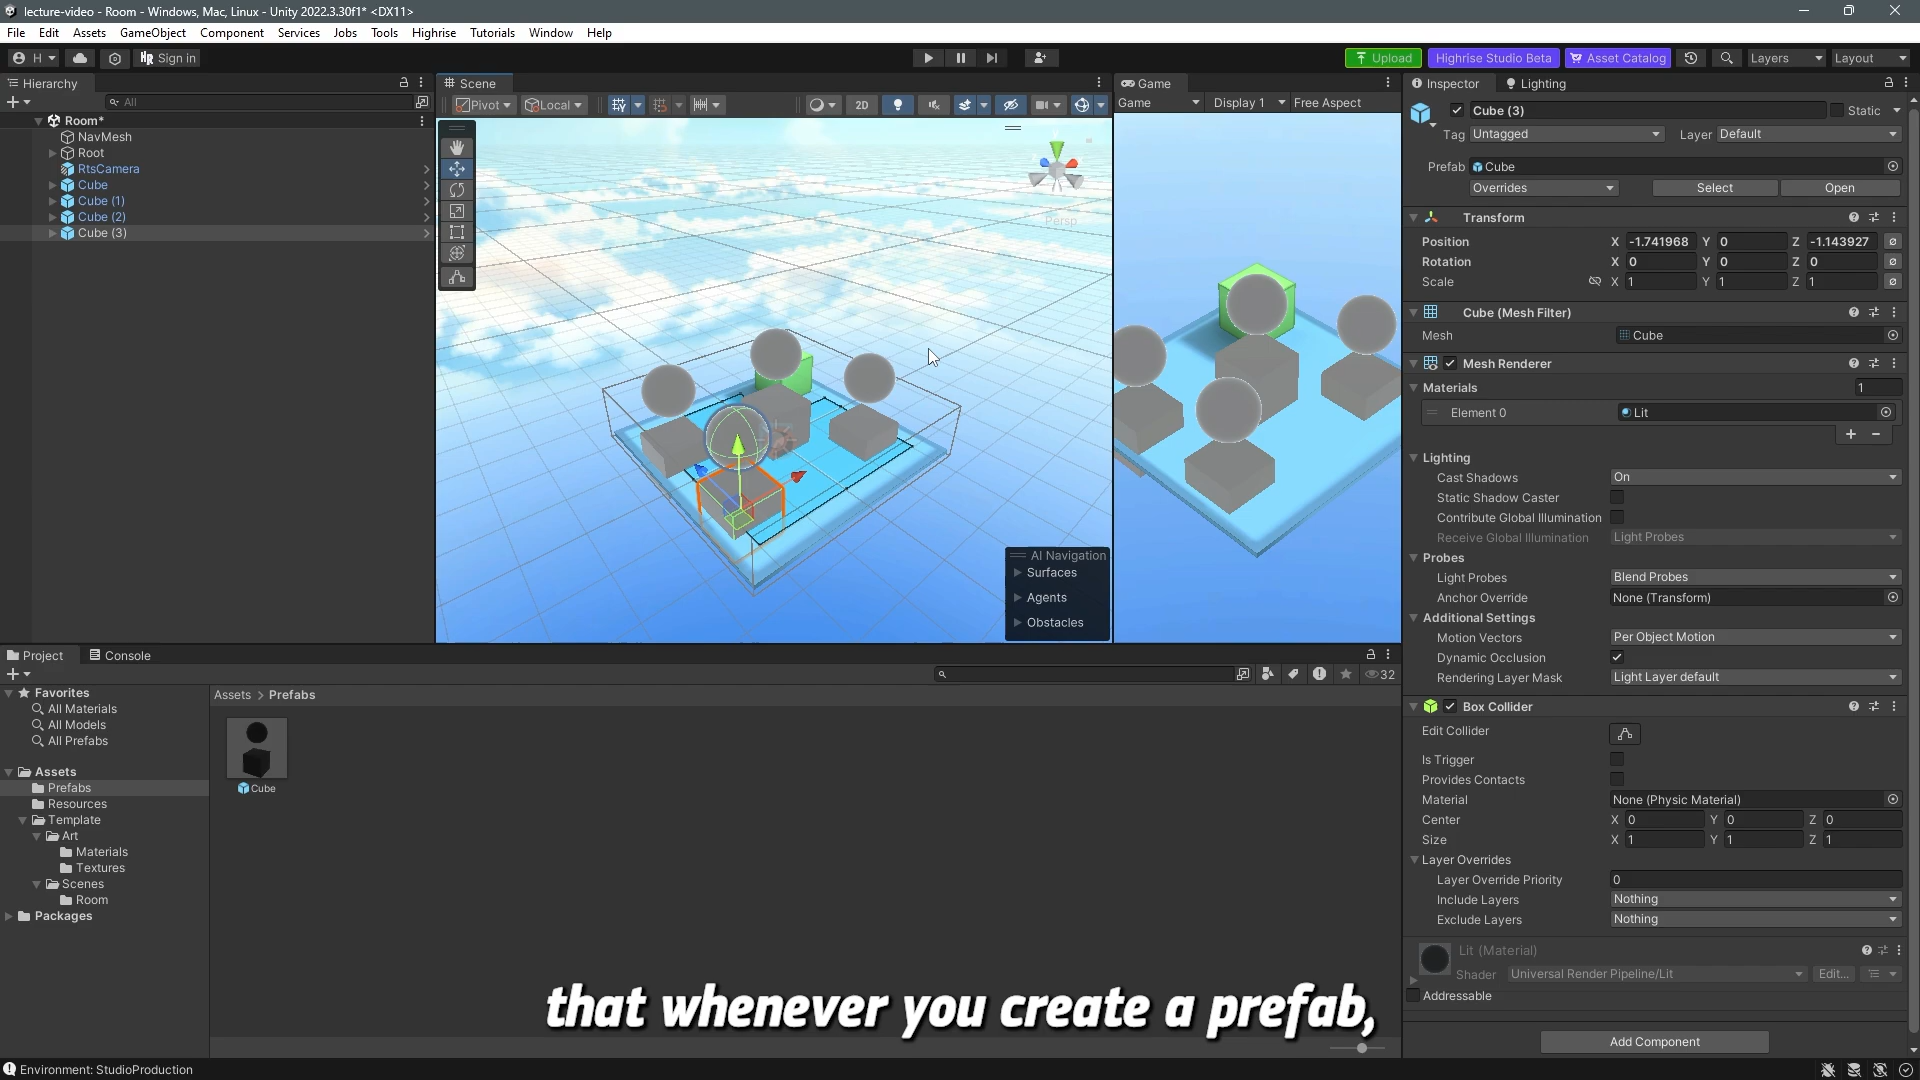 lecture-video - Room - Windows, Mac, Linux - Unity 2022.3.30f1* <DX11>
File Edit Assets GameObject Component Services Jobs Tools Highrise Tutorials Window Help
H Sign in Upload Highrise Studio Beta Asset Catalog Layers Layout
Hierarchy
All
Room*
NavMesh
Root
RtsCamera
Cube
Cube (1)
Cube (2)
Cube (3)
Scene
Pivot Local 2D
Persp
AI Navigation
Surfaces
Agents
Obstacles
Game
Game Display 1 Free Aspect
Inspector Lighting
Cube (3) Static
Tag Untagged Layer Default
Prefab Cube
Overrides Select Open
Transform
Position X -1.741968 Y 0 Z -1.143927
Rotation X 0 Y 0 Z 0
Scale X 1 Y 1 Z 1
Cube (Mesh Filter)
Mesh Cube
Mesh Renderer
Materials 1
Element 0 Lit
Lighting
Cast Shadows On
Static Shadow Caster
Contribute Global Illumination
Receive Global Illumination Light Probes
Probes
Light Probes Blend Probes
Anchor Override None (Transform)
Additional Settings
Motion Vectors Per Object Motion
Dynamic Occlusion
Rendering Layer Mask Light Layer default
Box Collider
Edit Collider
Is Trigger
Provides Contacts
Material None (Physic Material)
Center X 0 Y 0 Z 0
Size X 1 Y 1 Z 1
Layer Overrides
Layer Override Priority 0
Include Layers Nothing
Exclude Layers Nothing
Lit (Material)
Shader Universal Render Pipeline/Lit Edit...
Addressable
Add Component
Project Console
32
Favorites
All Materials
All Models
All Prefabs
Assets
Prefabs
Resources
Template
Art
Materials
Textures
Scenes
Room
Packages
Assets > Prefabs
Cube
that whenever you create a prefab,
Environment: StudioProduction